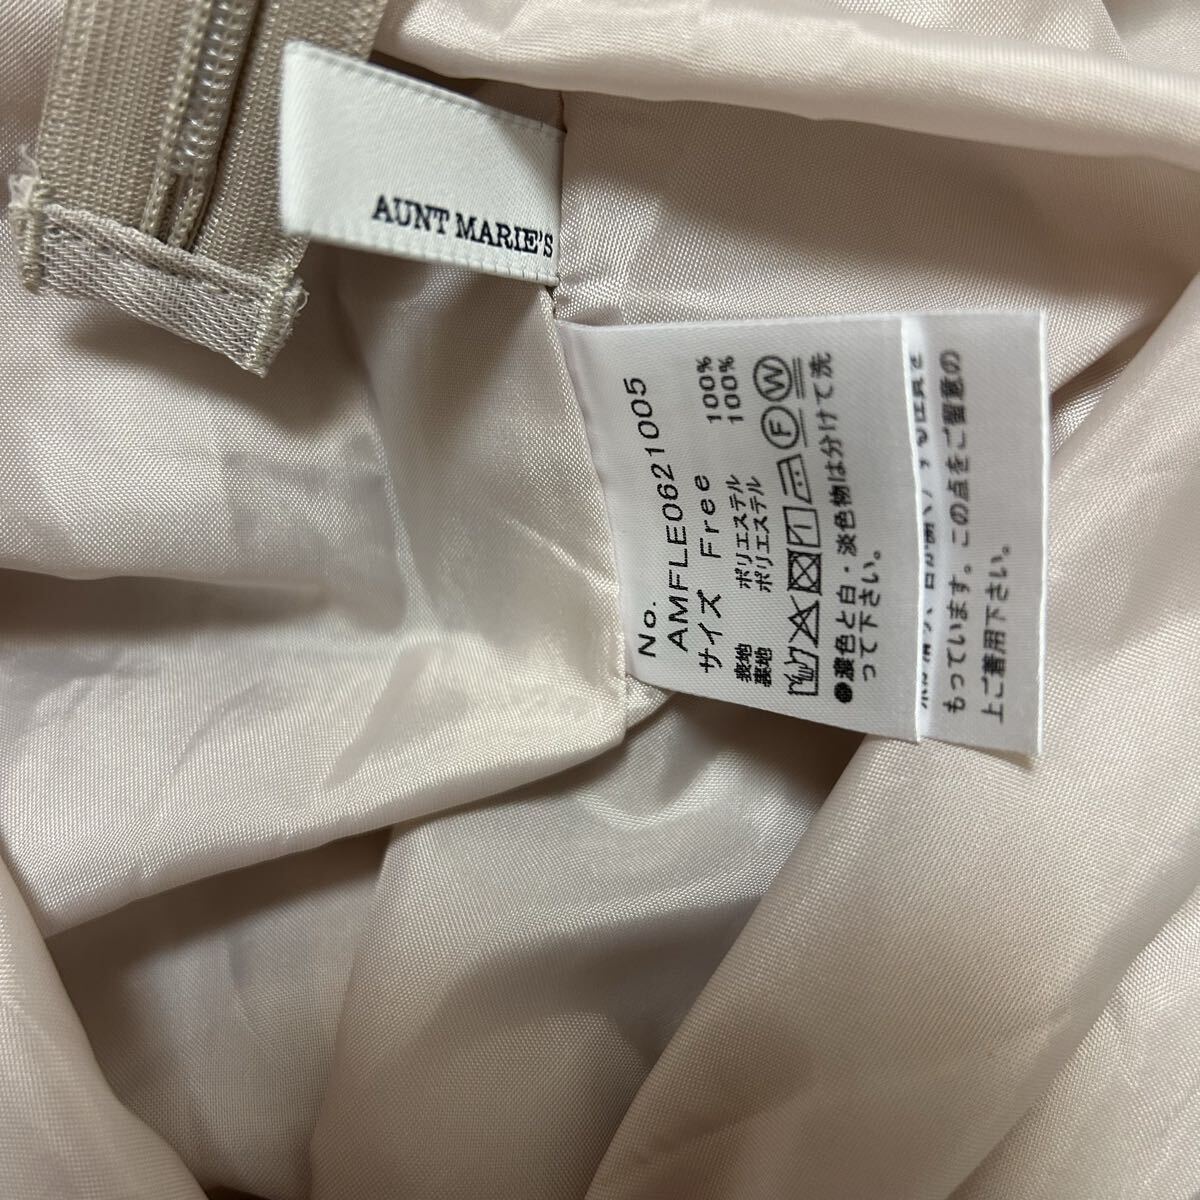 AUNT MARIE'S
No.
AMFLE0621005
サイズ Free
表地 ポリエステル 100%
裏地 ポリエステル 100%
F W
●濃色と白・淡色物は分けて洗
って下さい。
もっています。この点をご留意の
上ご着用下さい。